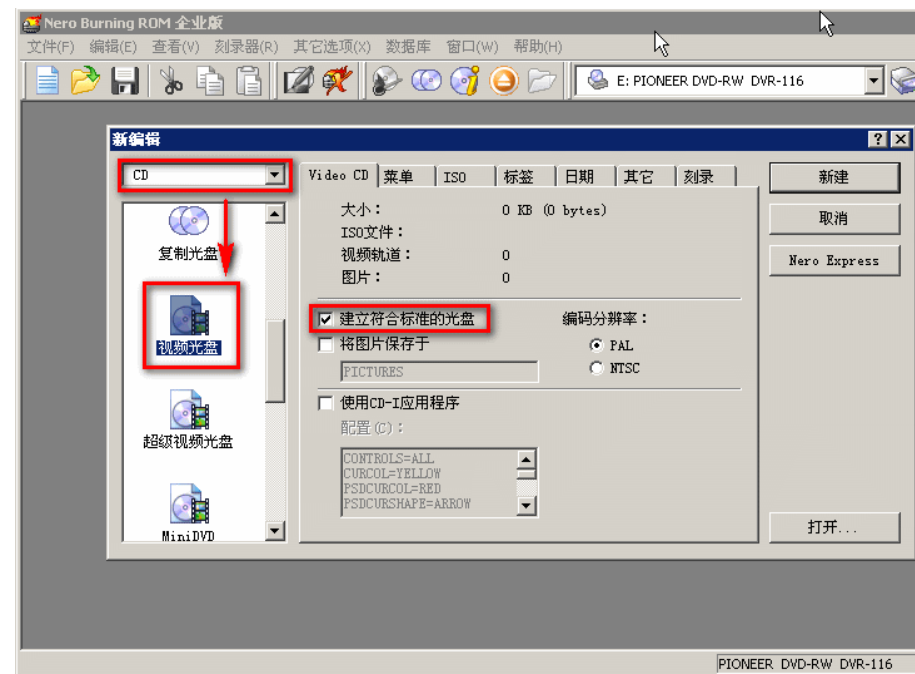 Nero Burning ROM 企业版
文件(F) 编辑(E) 查看(V) 刻录器(R) 其它选项(X) 数据库 窗口(W) 帮助(H)
E: PIONEER DVD-RW DVR-116
新编辑
CD
复制光盘
视频光盘
超级视频光盘
MiniDVD
Video CD 菜单 ISO 标签 日期 其它 刻录
大小: 0 KB (0 bytes)
ISO文件:
视频轨道: 0
图片: 0
建立符合标准的光盘 编码分辨率:
将图片保存于 PAL
PICTURES NTSC
使用CD-I应用程序
配置(C):
CONTROLS=ALL
CURCOL=YELLOW
PSDCURCOL=RED
PSDCURSHAPE=ARROW
新建
取消
Nero Express
打开...
PIONEER DVD-RW DVR-116